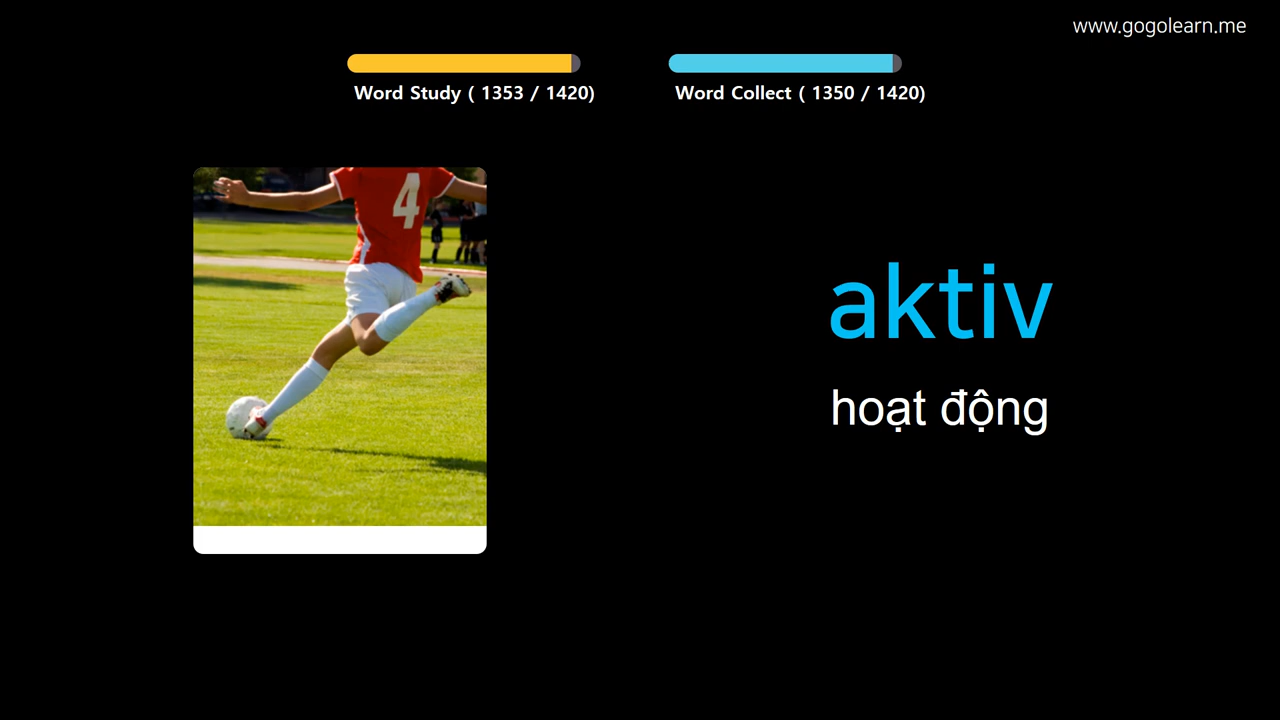 www.gogolearn.me
Word Study ( 1353 / 1420)
Word Collect ( 1350 / 1420)
4
aktiv
hoạt động